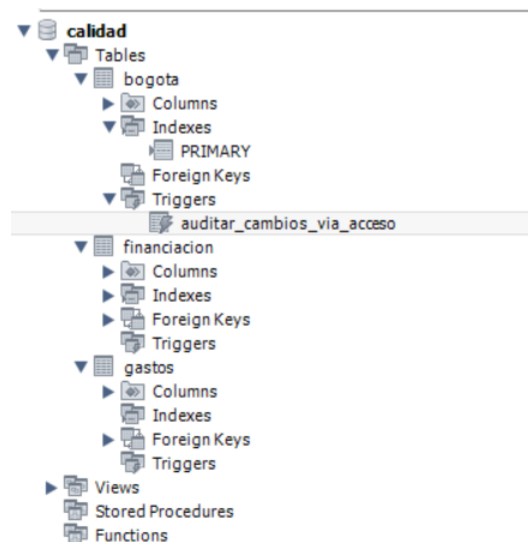 calidad
Tables
bogota
Columns
Indexes
PRIMARY
Foreign Keys
Triggers
auditar_cambios_via_acceso
financiacion
Columns
Indexes
Foreign Keys
Triggers
gastos
Columns
Indexes
Foreign Keys
Triggers
Views
Stored Procedures
Functions